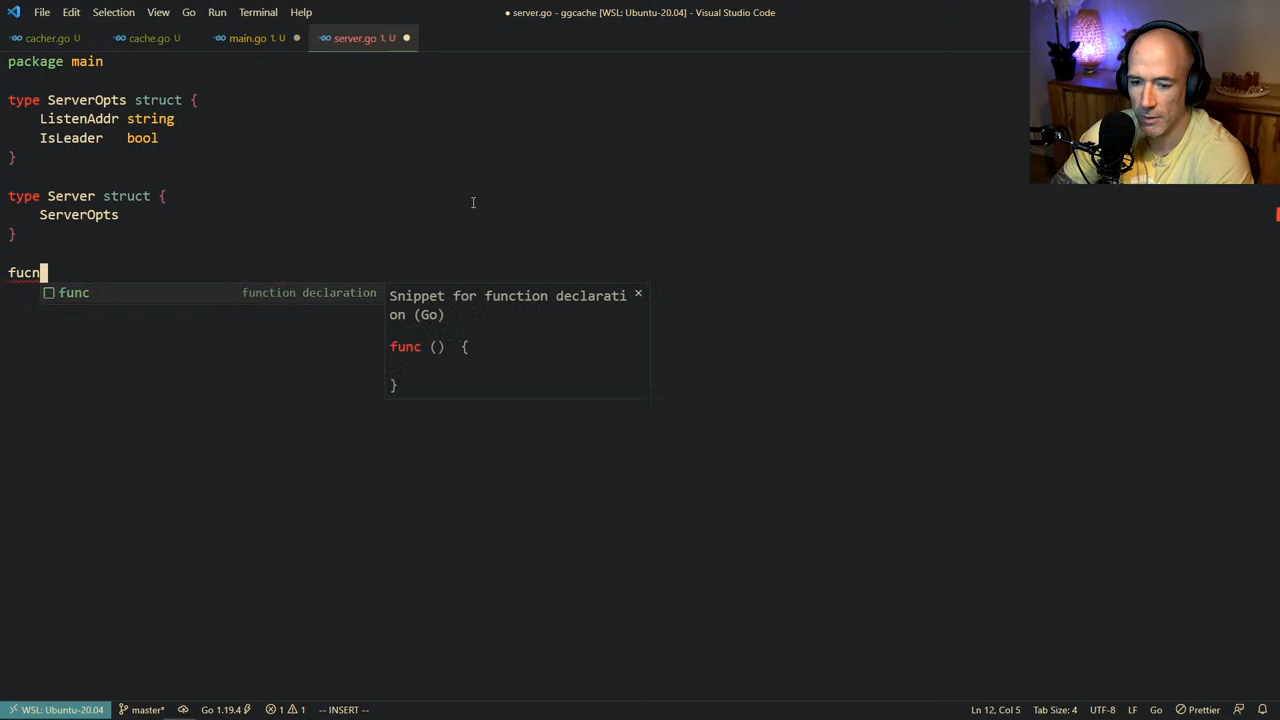 File Edit Selection View Go Run Terminal Help
● server.go - ggcache [WSL: Ubuntu-20.04] - Visual Studio Code
cacher.go U cache.go U main.go 1, U server.go 1, U
package main
type ServerOpts struct {
ListenAddr string
IsLeader bool
}
type Server struct {
ServerOpts
}
fucn
func function declaration
Snippet for function declarati
on (Go)
func () {
}
WSL: Ubuntu-20.04 master* Go 1.19.4 1 1 -- INSERT -- Ln 12, Col 5 Tab Size: 4 UTF-8 LF Go Prettier